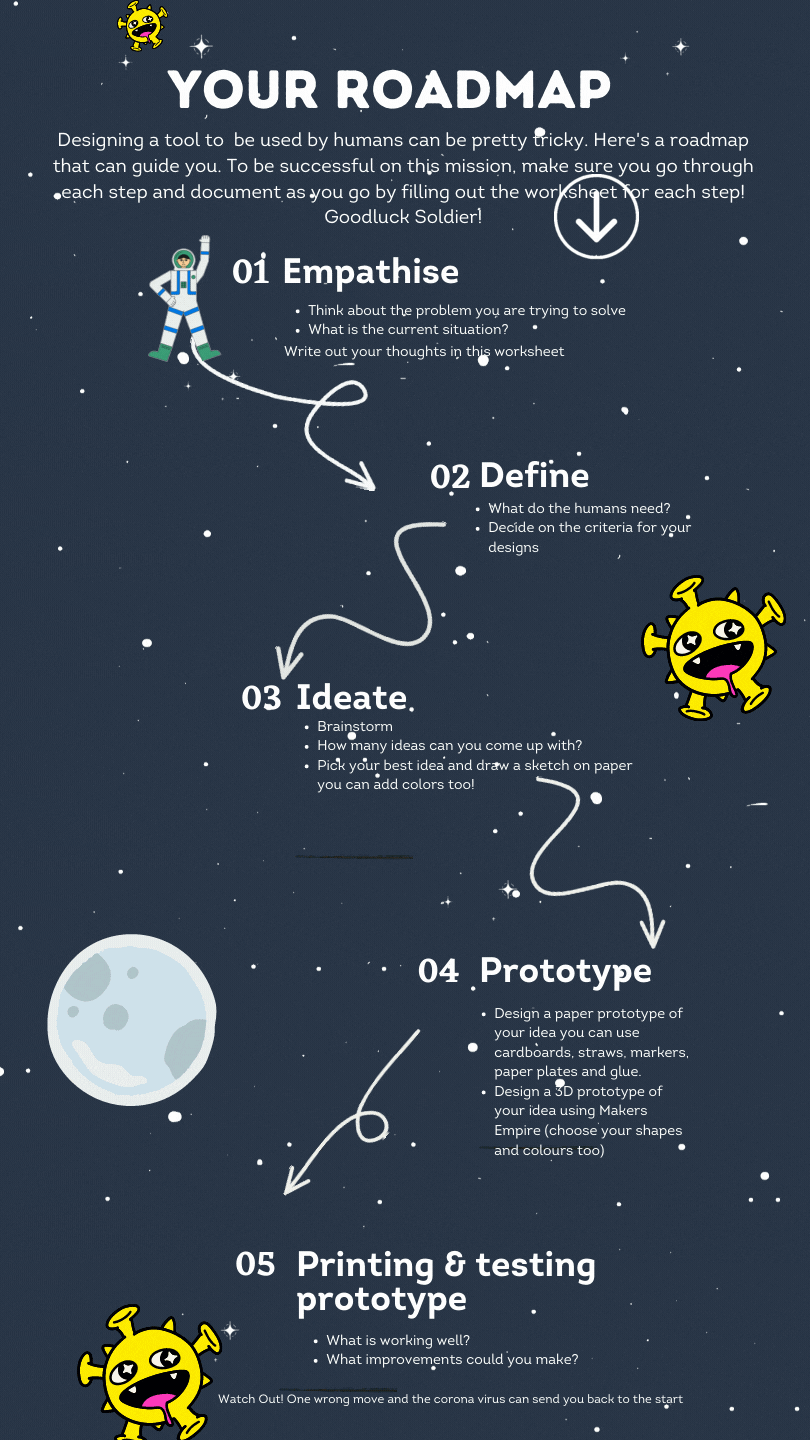 YOUR ROADMAP
Designing a tool to  be used by humans can be pretty tricky. Here's a roadmap
that can guide you. To be successful on this mission, make sure you go through
each step and document as you go by filling out the worksheet for each step!
Goodluck Soldier!
01 Empathise
• Think about the problem you are trying to solve
• What is the current situation?
Write out your thoughts in this worksheet
02 Define
• What do the humans need?
• Decide on the criteria for your
designs
03 Ideate
• Brainstorm
• How many ideas can you come up with?
• Pick your best idea and draw a sketch on paper
you can add colors too!
04 Prototype
• Design a paper prototype of
your idea you can use
cardboards, straws, markers,
paper plates and glue.
• Design a 3D prototype of
your idea using Makers
Empire (choose your shapes
and colours too)
05 Printing & testing
prototype
• What is working well?
• What improvements could you make?
Watch Out! One wrong move and the corona virus can send you back to the start